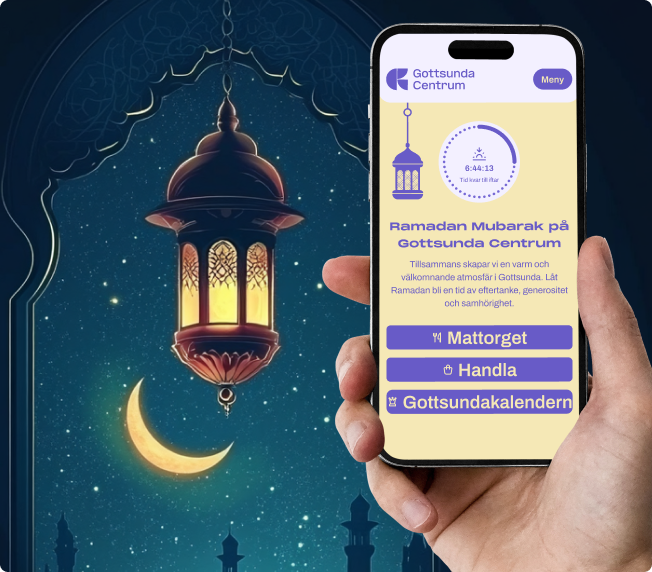 Gottsunda
Centrum
Meny
6:44:13
Tid kvar till iftar
Ramadan Mubarak på
Gottsunda Centrum
Tillsammans skapar vi en varm och
välkomnande atmosfär i Gottsunda. Låt
Ramadan bli en tid av eftertanke, generositet
och samhörighet.
Mattorget
Handla
Gottsundakalendern